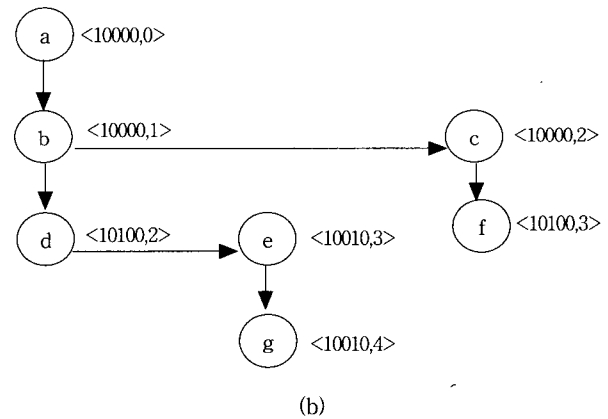 a <10000,0>
b <10000,1> c <10000,2>
d <10100,2> e <10010,3> f <10100,3>
g <10010,4>
(b)